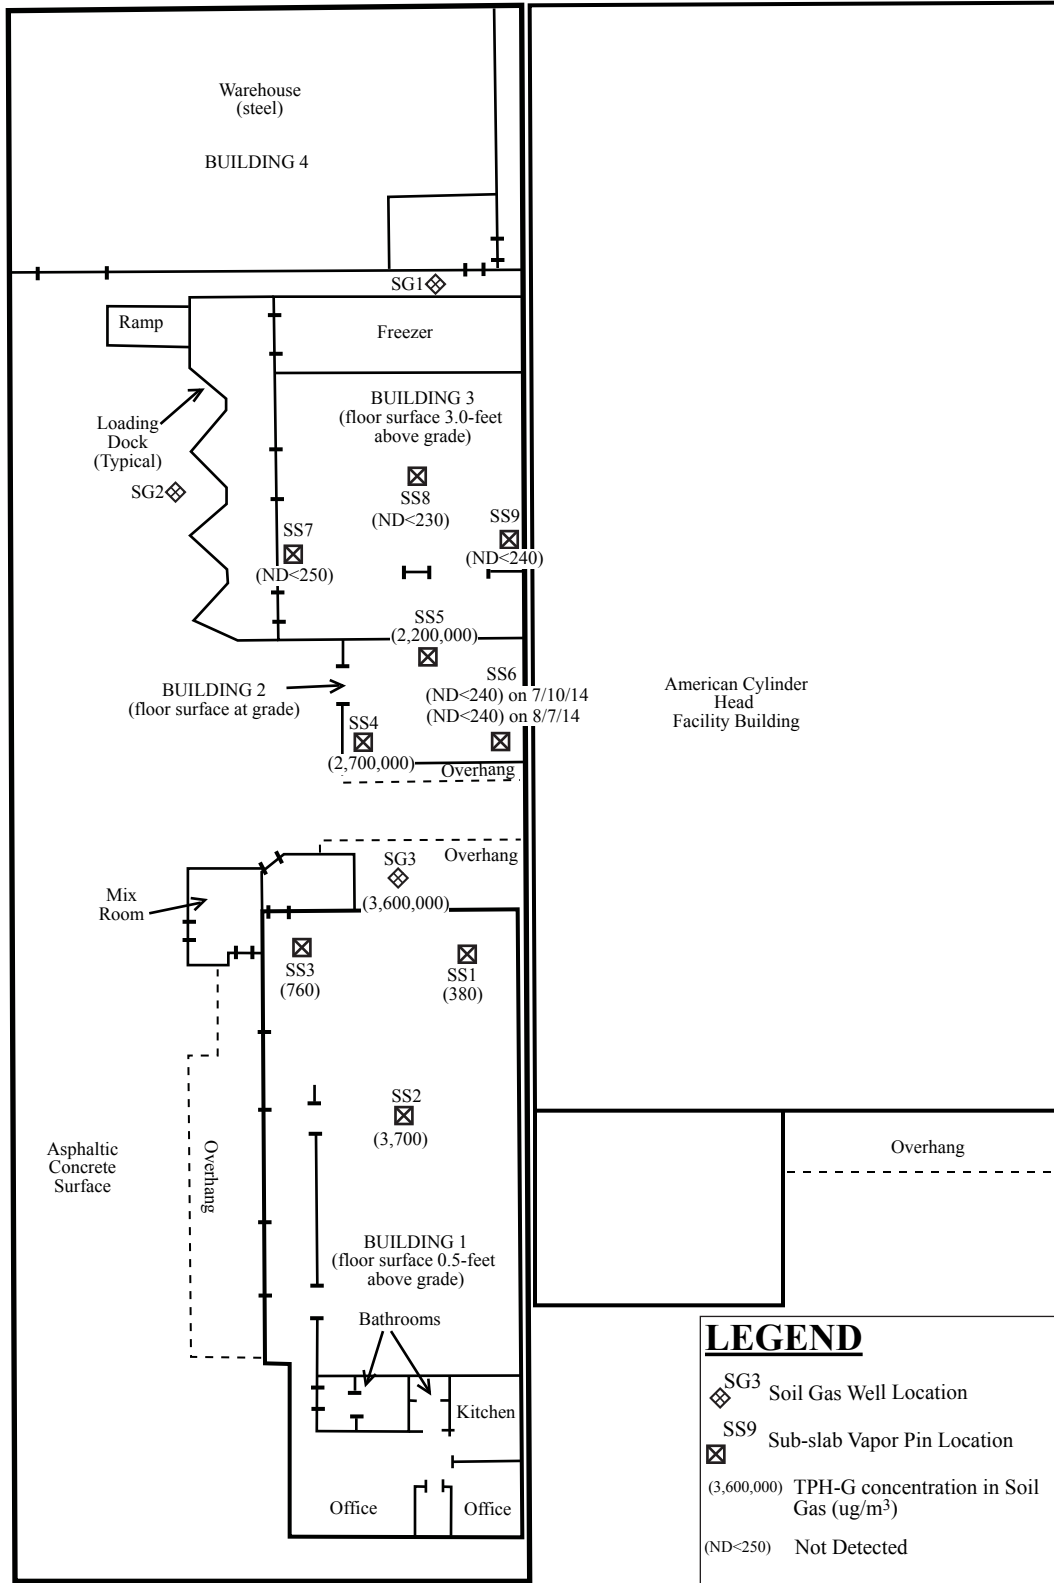 Warehouse
(steel)
BUILDING 4
SG1
Ramp
Freezer
BUILDING 3
(floor surface 3.0-feet
above grade)
Loading
Dock
(Typical)
SG2
SS8
(ND<230)
SS9
(ND<240)
SS7
(ND<250)
SS5
(2,200,000)
SS6
(ND<240) on 7/10/14
(ND<240) on 8/7/14
BUILDING 2
(floor surface at grade)
SS4
(2,700,000)
Overhang
American Cylinder
Head
Facility Building
Overhang
SG3
(3,600,000)
Mix
Room
SS3
(760)
SS1
(380)
SS2
(3,700)
Asphaltic
Concrete
Surface
Overhang
Overhang
BUILDING 1
(floor surface 0.5-feet
above grade)
Bathrooms
Kitchen
Office
Office
LEGEND
SG3 Soil Gas Well Location
SS9 Sub-slab Vapor Pin Location
(3,600,000) TPH-G concentration in Soil
Gas (ug/m³)
(ND<250) Not Detected